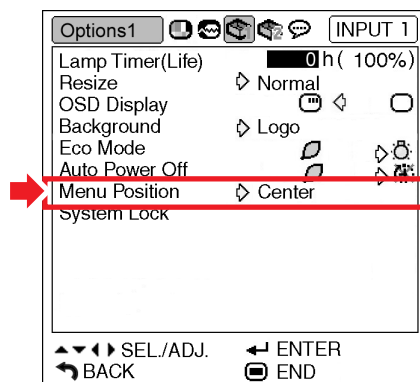 Options1 INPUT 1
Lamp Timer(Life) 0 h ( 100%)
Resize Normal
OSD Display
Background Logo
Eco Mode
Auto Power Off
Menu Position Center
System Lock
SEL./ADJ. ENTER
BACK END